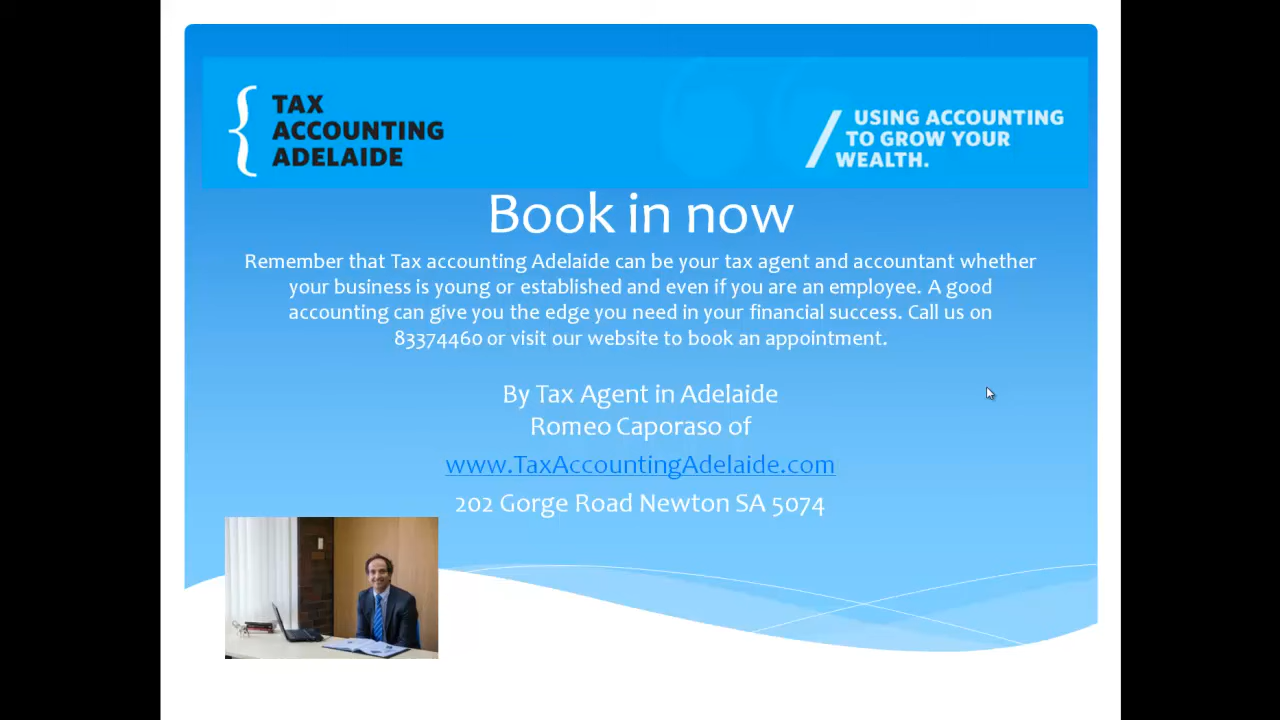 TAX
ACCOUNTING
ADELAIDE
USING ACCOUNTING
TO GROW YOUR
WEALTH.
Book in now
Remember that Tax accounting Adelaide can be your tax agent and accountant whether
your business is young or established and even if you are an employee. A good
accounting can give you the edge you need in your financial success. Call us on
83374460 or visit our website to book an appointment.
By Tax Agent in Adelaide
Romeo Caporaso of
www.TaxAccountingAdelaide.com
202 Gorge Road Newton SA 5074